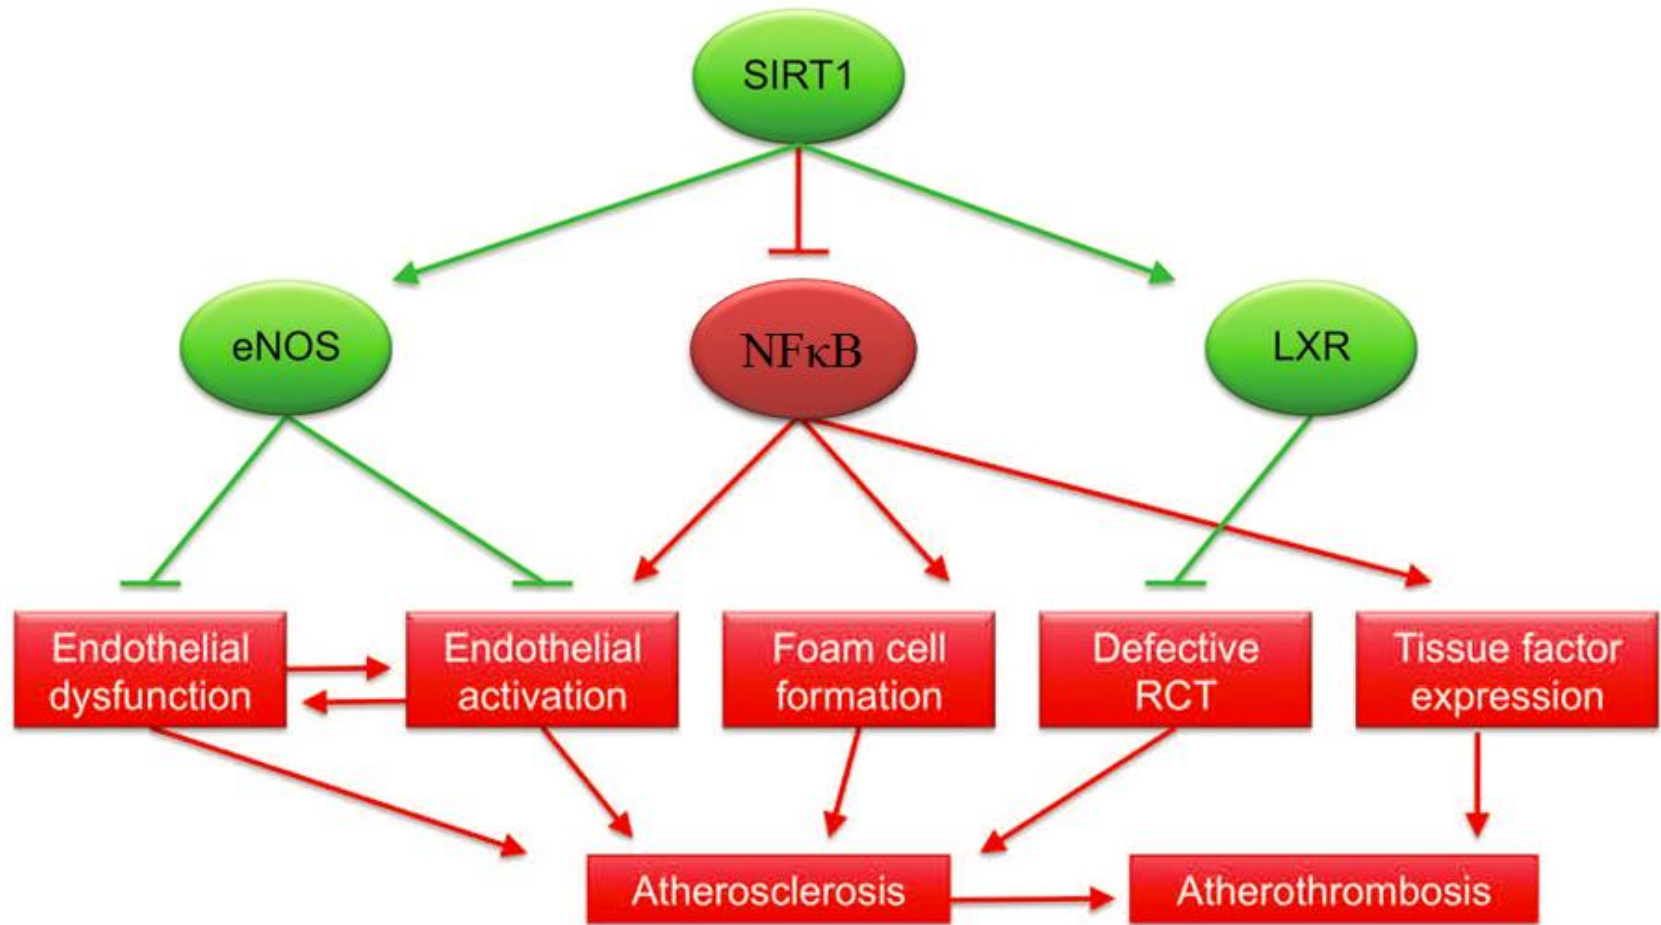 SIRT1
eNOS
NFκB
LXR
Endothelial
dysfunction
Endothelial
activation
Foam cell
formation
Defective
RCT
Tissue factor
expression
Atherosclerosis
Atherothrombosis